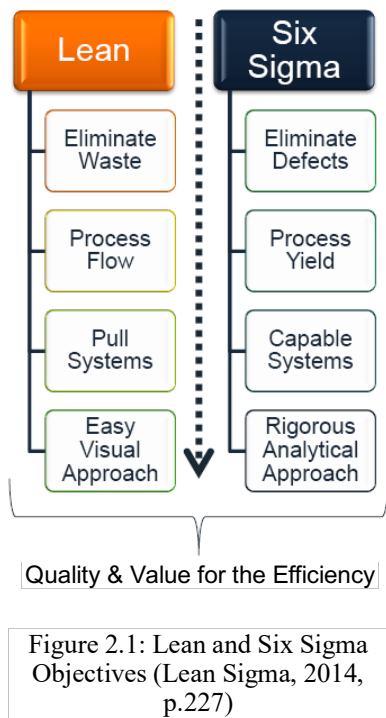 Lean
Eliminate
Waste
Process
Flow
Pull
Systems
Easy
Visual
Approach
Six
Sigma
Eliminate
Defects
Process
Yield
Capable
Systems
Rigorous
Analytical
Approach
Quality & Value for the Efficiency
Figure 2.1: Lean and Six Sigma
Objectives (Lean Sigma, 2014,
p.227)